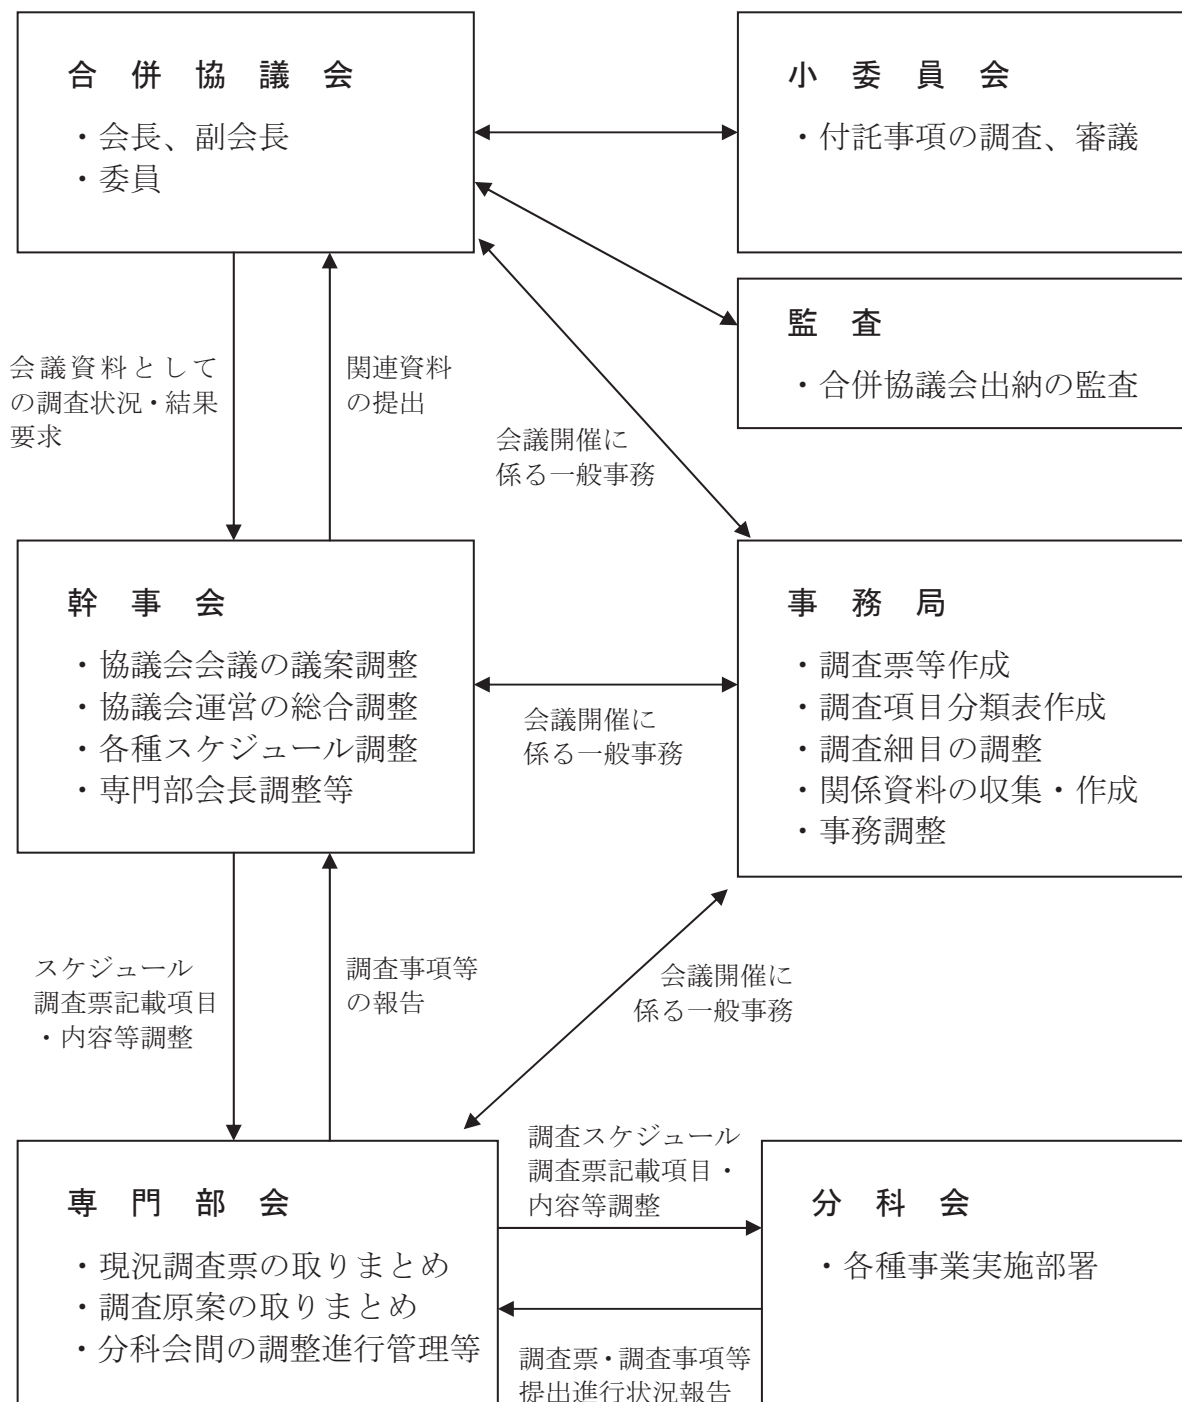 合併協議会
・会長、副会長
・委員
小委員会
・付託事項の調査、審議
監査
・合併協議会出納の監査
会議資料として
の調査状況・結果
要求
関連資料
の提出
会議開催に
係る一般事務
幹事会
・協議会会議の議案調整
・協議会運営の総合調整
・各種スケジュール調整
・専門部会長調整等
会議開催に
係る一般事務
事務局
・調査票等作成
・調査項目分類表作成
・調査細目の調整
・関係資料の収集・作成
・事務調整
スケジュール
調査票記載項目
・内容等調整
調査事項等
の報告
会議開催に
係る一般事務
専門部会
・現況調査票の取りまとめ
・調査原案の取りまとめ
・分科会間の調整進行管理等
調査スケジュール
調査票記載項目・
内容等調整
分科会
・各種事業実施部署
調査票・調査事項等
提出進行状況報告